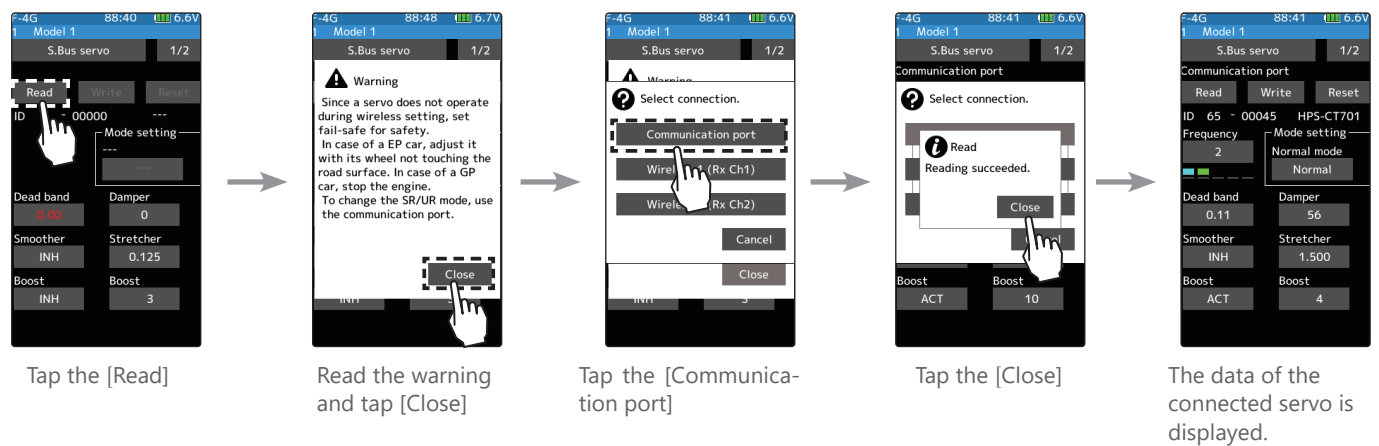 F-4G 88:40 6.6V
1 Model 1
S.Bus servo 1/2
Read Write Reset
ID - 00000 ---
Mode setting
---
---
Dead band Damper
0.00 0
Smoother Stretcher
INH 0.125
Boost Boost
INH 3
Tap the [Read]
F-4G 88:48 6.7V
1 Model 1
S.Bus servo 1/2
Warning
Since a servo does not operate
during wireless setting, set
fail-safe for safety.
In case of a EP car, adjust it
with its wheel not touching the
road surface. In case of a GP
car, stop the engine.
To change the SR/UR mode, use
the communication port.
Close
INH
Read the warning
and tap [Close]
F-4G 88:41 6.6V
1 Model 1
S.Bus servo 1/2
Warning
Select connection.
Communication port
Wireless1 (Rx Ch1)
Wireless (Rx Ch2)
Cancel
Close
INH 3
Tap the [Communica-
tion port]
F-4G 88:41 6.6V
1 Model 1
S.Bus servo 1/2
Communication port
Select connection.
Read
Reading succeeded.
Close
Cancel
Boost Boost
ACT 10
Tap the [Close]
F-4G 88:41 6.6V
1 Model 1
S.Bus servo 1/2
Communication port
Read Write Reset
ID 65 - 00045 HPS-CT701
Frequency Mode setting
2 Normal mode
Normal
Dead band Damper
0.11 56
Smoother Stretcher
INH 1.500
Boost Boost
ACT 4
The data of the
connected servo is
displayed.